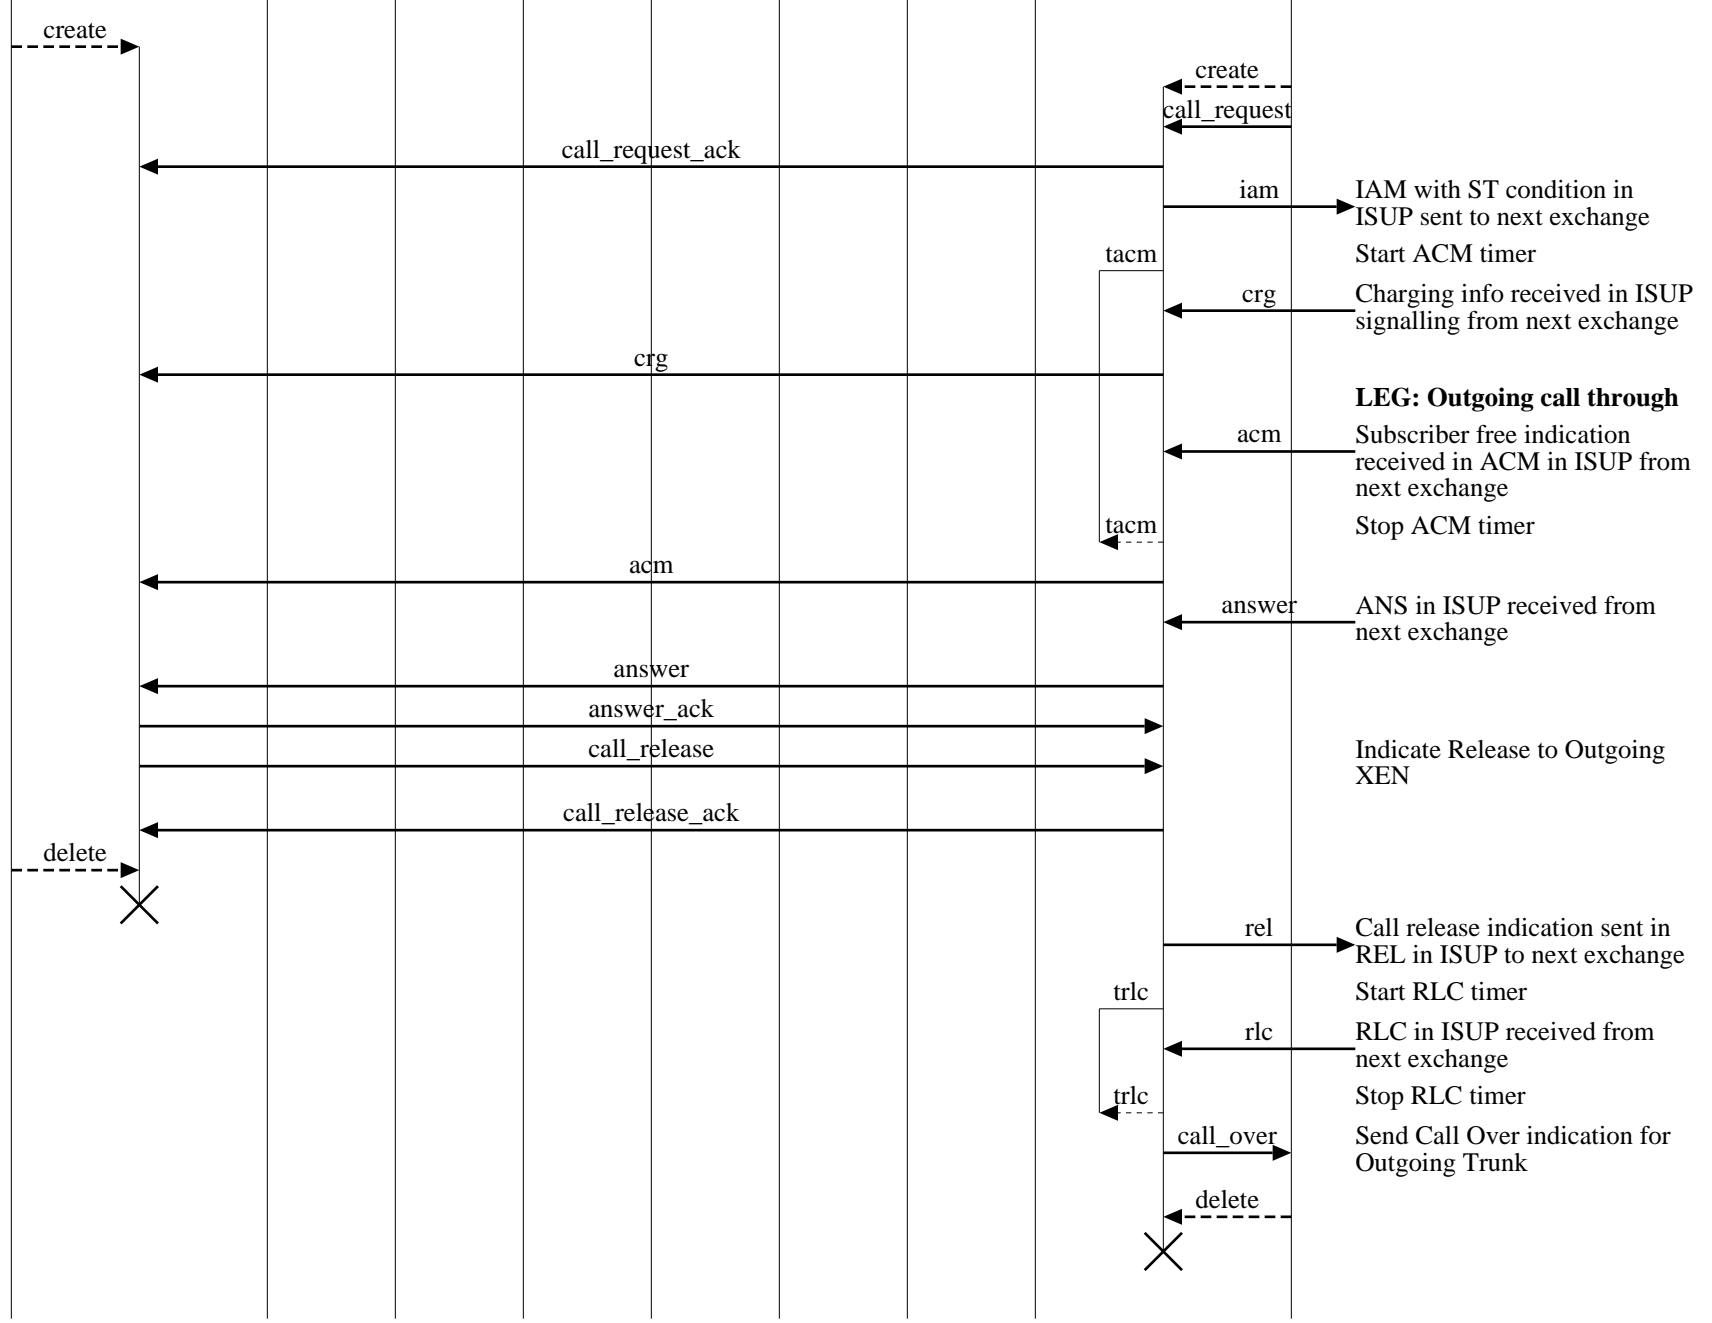 create
create
call_request
call_request_ack
iam
IAM with ST condition in
ISUP sent to next exchange
tacm
Start ACM timer
crg
Charging info received in ISUP
signalling from next exchange
crg
LEG: Outgoing call through
acm
Subscriber free indication
received in ACM in ISUP from
next exchange
tacm
Stop ACM timer
acm
answer
ANS in ISUP received from
next exchange
answer
answer_ack
call_release
Indicate Release to Outgoing
XEN
call_release_ack
delete
rel
Call release indication sent in
REL in ISUP to next exchange
trlc
Start RLC timer
rlc
RLC in ISUP received from
next exchange
trlc
Stop RLC timer
call_over
Send Call Over indication for
Outgoing Trunk
delete